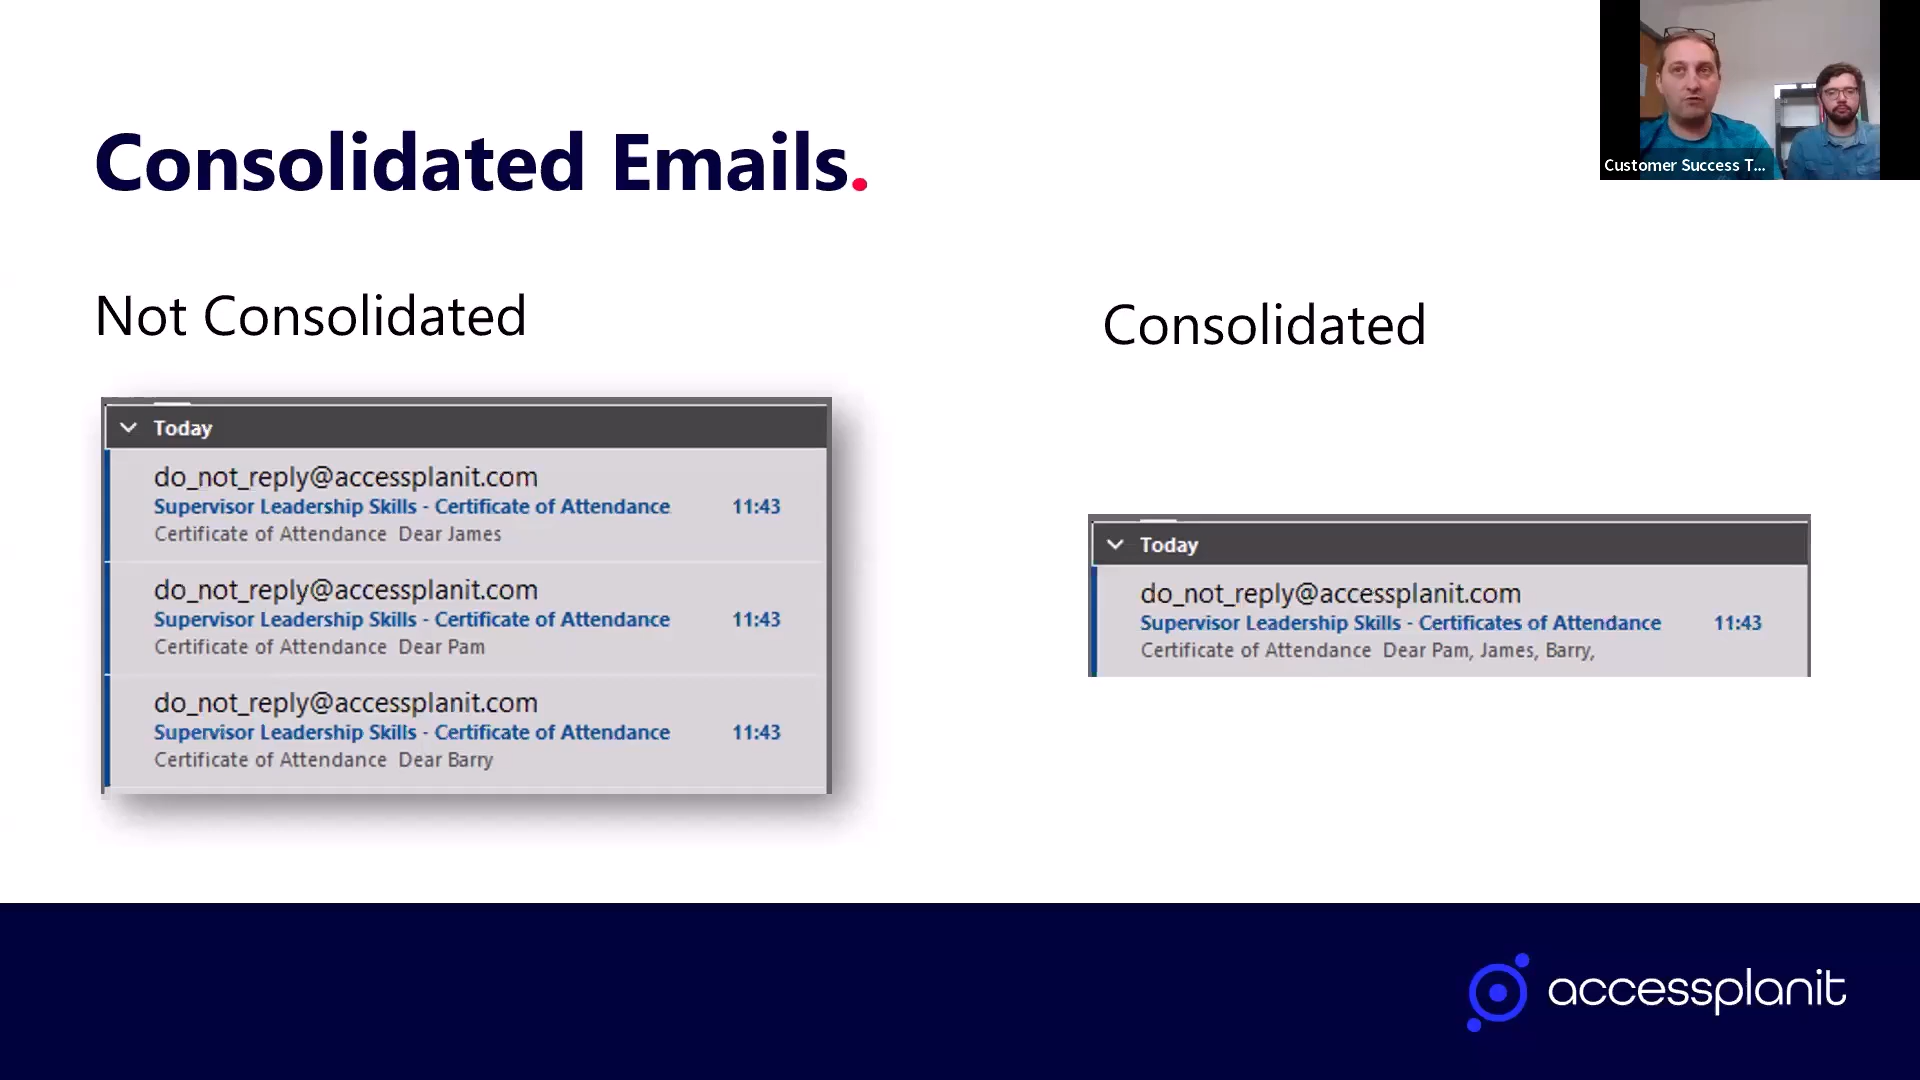 Consolidated Emails.
Customer Success T...
Not Consolidated
Today
do_not_reply@accessplanit.com
Supervisor Leadership Skills - Certificate of Attendance 11:43
Certificate of Attendance Dear James
do_not_reply@accessplanit.com
Supervisor Leadership Skills - Certificate of Attendance 11:43
Certificate of Attendance Dear Pam
do_not_reply@accessplanit.com
Supervisor Leadership Skills - Certificate of Attendance 11:43
Certificate of Attendance Dear Barry
Consolidated
Today
do_not_reply@accessplanit.com
Supervisor Leadership Skills - Certificates of Attendance 11:43
Certificate of Attendance Dear Pam, James, Barry,
accessplanit